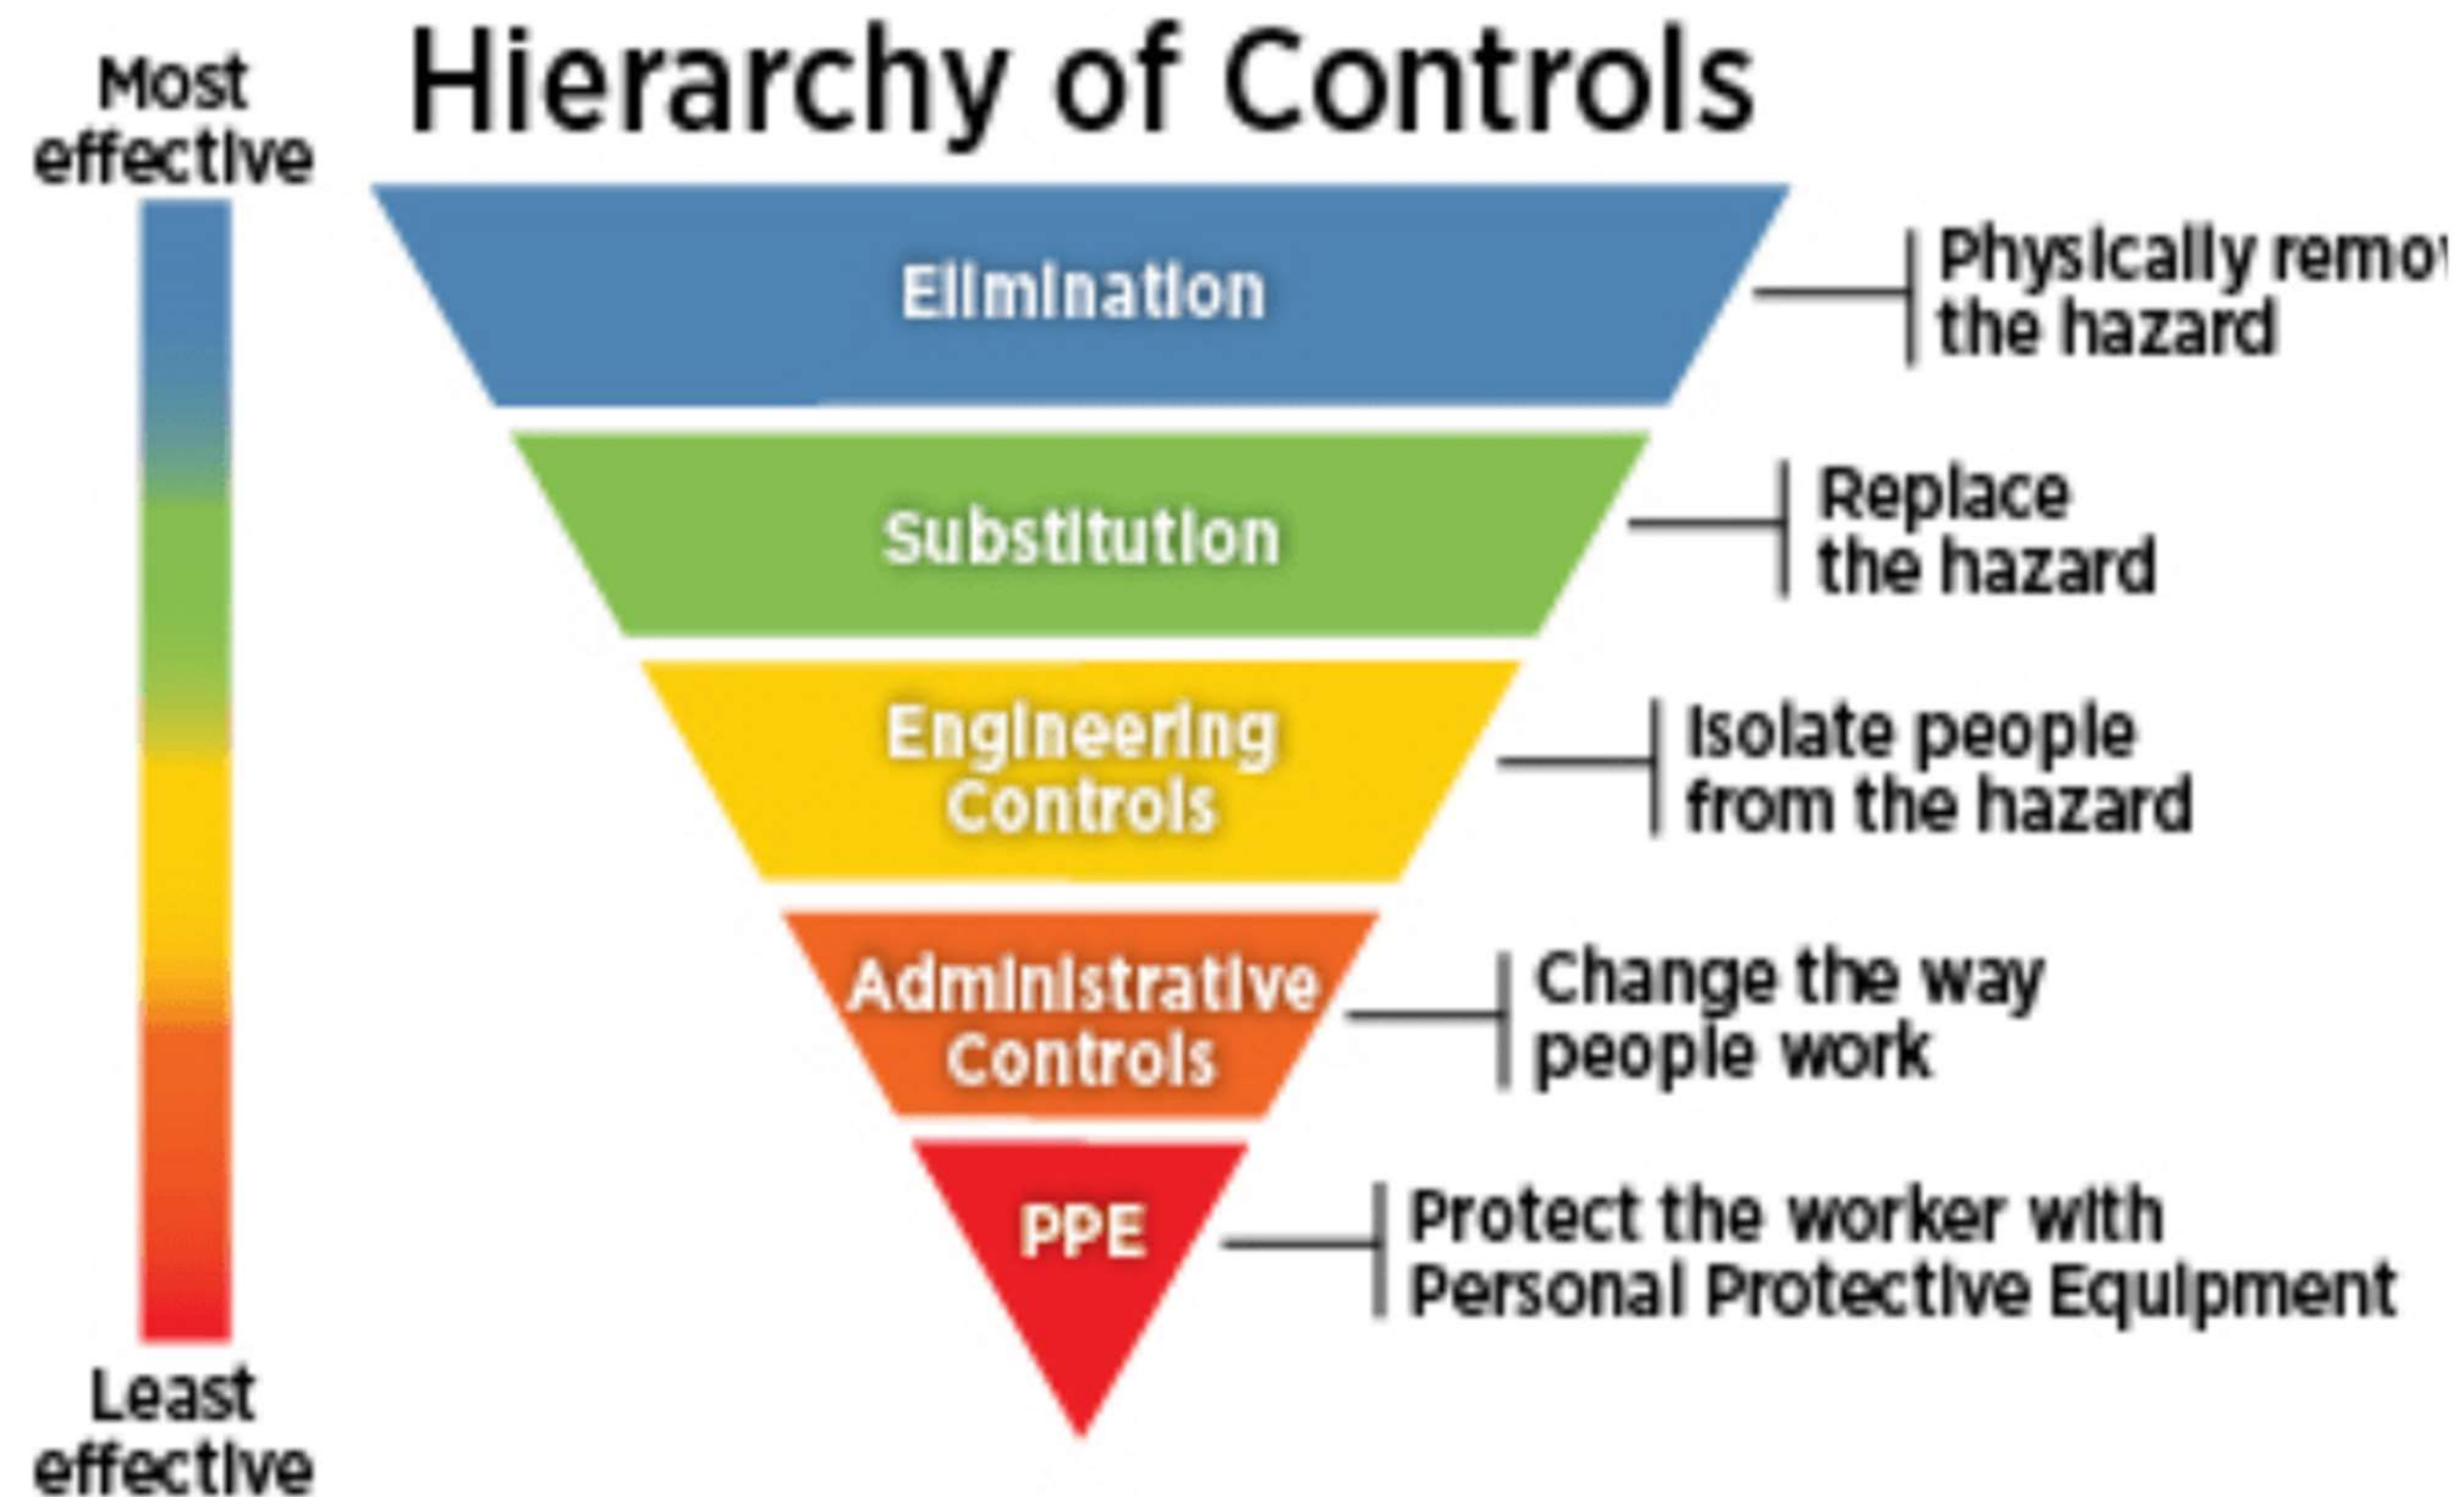 Hierarchy of Controls
Most
effective
Elimination
Physically remov
the hazard
Substitution
Replace
the hazard
Engineering
Controls
Isolate people
from the hazard
Administrative
Controls
Change the way
people work
PPE
Protect the worker with
Personal Protective Equipment
Least
effective